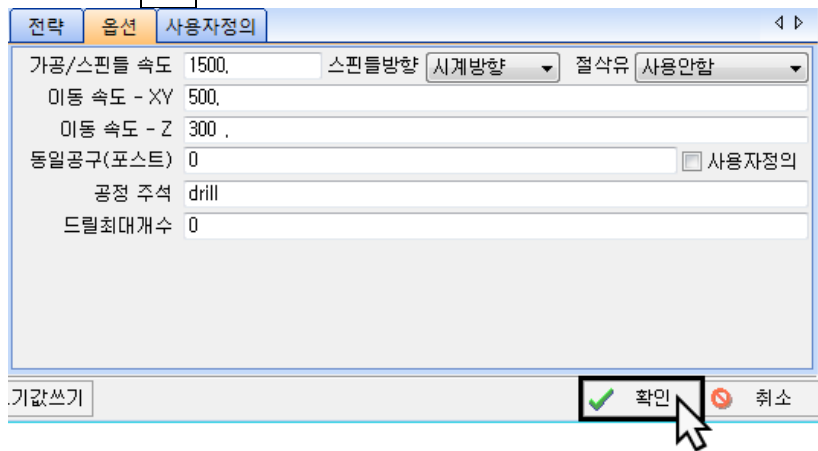 전략 옵션 사용자정의
가공/스핀들 속도 1500, 스핀들방향 시계방향 절삭유 사용안함
이동 속도 - XY 500,
이동 속도 - Z 300 ,
동일공구(포스트) 0 사용자정의
공정 주석 drill
드릴최대개수 0
기값쓰기 확인 취소